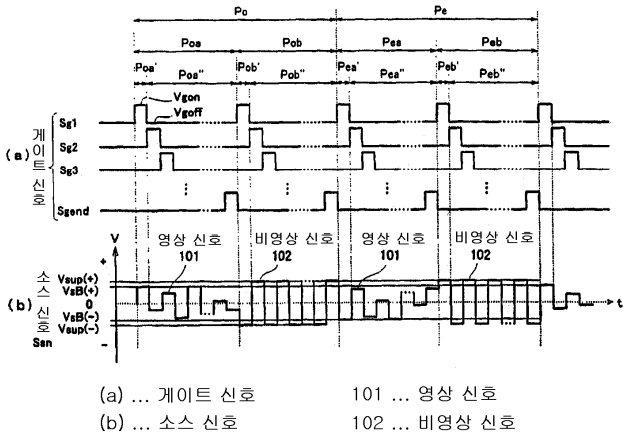 Po Pe
Poa Pob Pea Peb
Poa' Poa" Pob' Pob" Pea' Pea" Peb' Peb"
Vgon
Vgoff
Sg1
Sg2
Sg3
Sgend
(a)
게이트 신호
영상 신호 비영상 신호 영상 신호 비영상 신호
101 102 101 102
V
+
Vsup(+)
VsB(+)
0
VsB(-)
Vsup(-)
Ssn
-
t
(b)
소스 신호
(a) ... 게이트 신호 101 ... 영상 신호
(b) ... 소스 신호 102 ... 비영상 신호